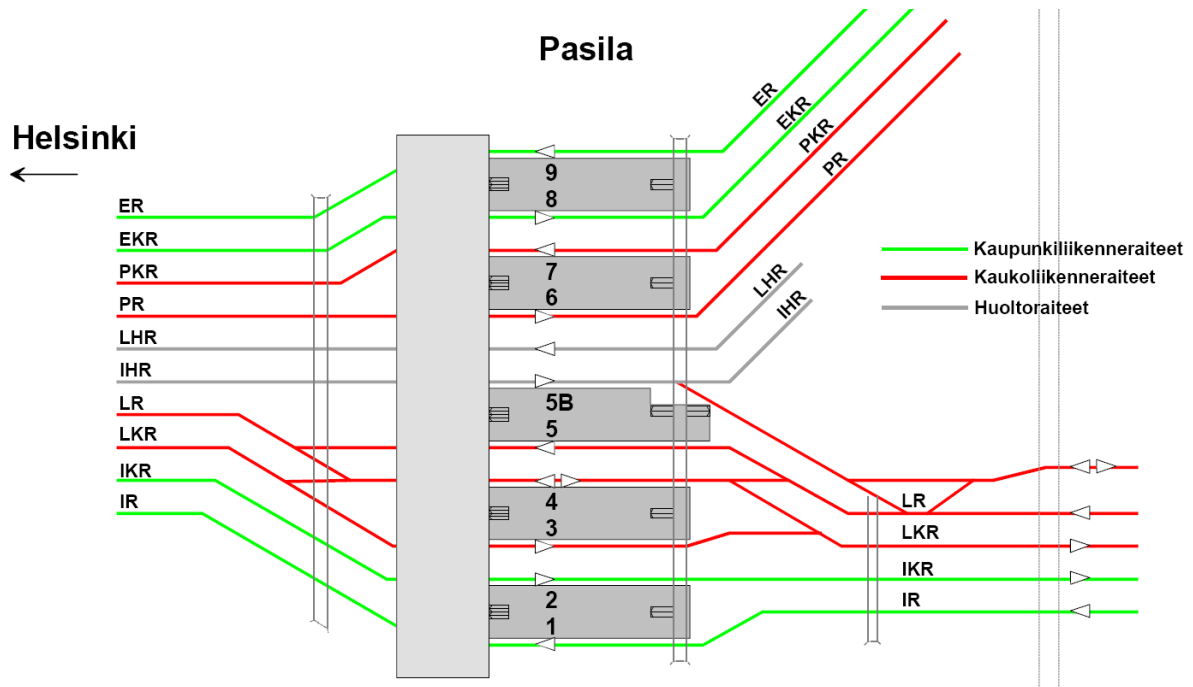 Pasila
Helsinki
ER
EKR
PKR
PR
LHR
IHR
LR
LKR
IKR
IR
9
8
7
6
5B
5
4
3
2
1
ER
EKR
PKR
PR
LHR
IHR
LR
LKR
IKR
IR
Kaupunkiliikenneraiteet
Kaukoliikenneraiteet
Huoltoraiteet